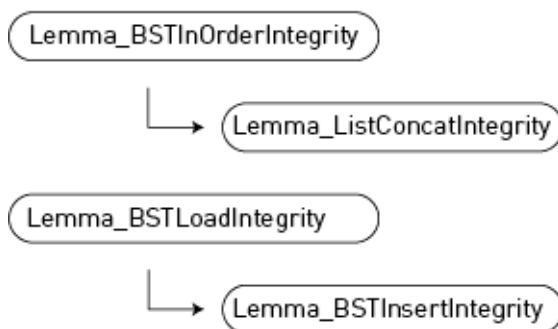 Lemma_BSTInOrderIntegrity
Lemma_ListConcatIntegrity
Lemma_BSTLoadIntegrity
Lemma_BSTInsertIntegrity